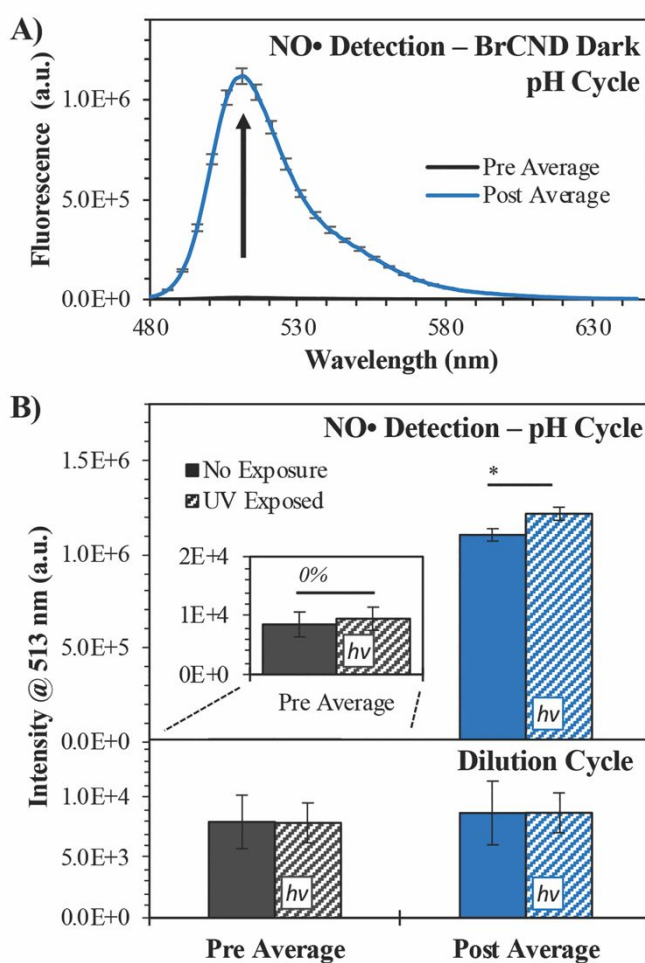 A)
NO• Detection – BrCND Dark
pH Cycle
Fluorescence (a.u.)
1.0E+6
5.0E+5
0.0E+0
Pre Average
Post Average
480
530
580
630
Wavelength (nm)
B)
NO• Detection – pH Cycle
Intensity @ 513 nm (a.u.)
1.5E+6
1.0E+6
5.0E+5
0.0E+0
No Exposure
UV Exposed
*
2E+4
1E+4
0E+0
0%
hv
Pre Average
hv
Dilution Cycle
1.0E+4
5.0E+3
0.0E+0
hv
hv
Pre Average
Post Average